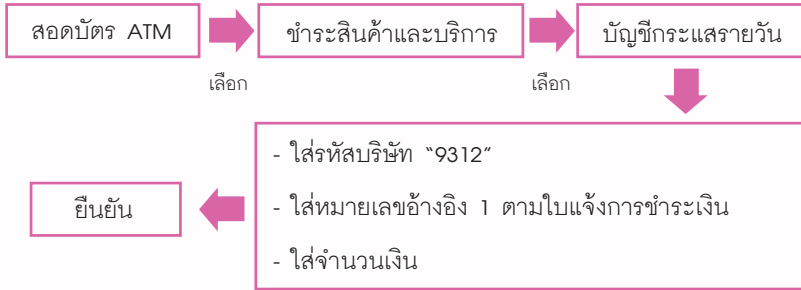 สอดบัตร ATM
เลือก
ชำระสินค้าและบริการ
เลือก
บัญชีกระแสรายวัน
- ใส่รหัสบริษัท “9312”
- ใส่หมายเลขอ้างอิง 1 ตามใบแจ้งการชำระเงิน
- ใส่จำนวนเงิน
ยืนยัน